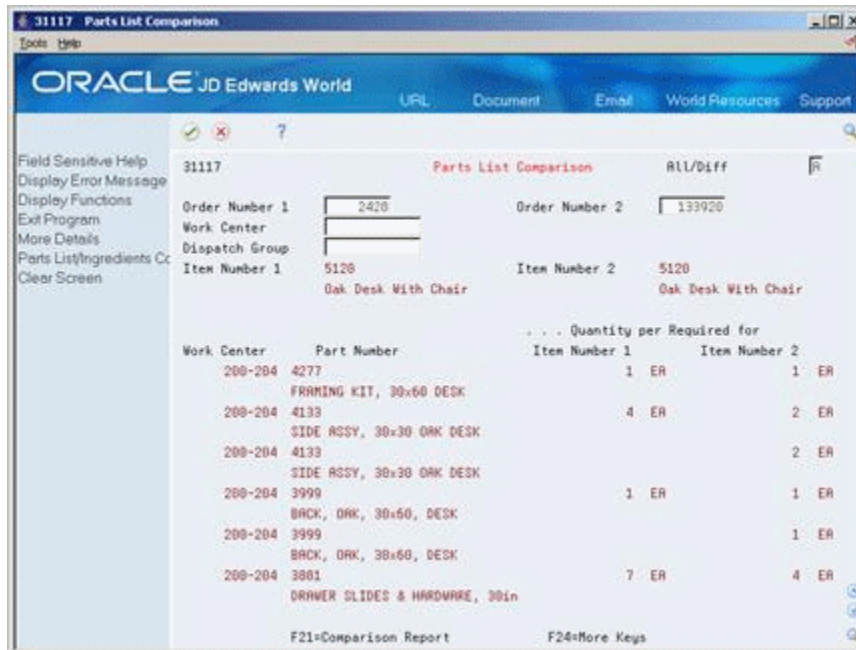 31117 Parts List Comparison
Tools Help
ORACLE JD Edwards World
URL Document Email World Resources Support
?
Field Sensitive Help
Display Error Message
Display Functions
Exit Program
More Details
Parts List/Ingredients Co
Clear Screen
31117 Parts List Comparison All/Diff A
Order Number 1 2420 Order Number 2 133920
Work Center
Dispatch Group
Item Number 1 5120 Item Number 2 5120
Oak Desk With Chair Oak Desk With Chair
. . . Quantity per Required for
Work Center Part Number Item Number 1 Item Number 2
200-204 4277 1 EA 1 EA
FRAMING KIT, 30x60 DESK
200-204 4133 4 EA 2 EA
SIDE ASSY, 30x30 OAK DESK
200-204 4133 2 EA
SIDE ASSY, 30x30 OAK DESK
200-204 3999 1 EA 1 EA
BACK, OAK, 30x60, DESK
200-204 3999 1 EA
BACK, OAK, 30x60, DESK
200-204 3001 7 EA 4 EA
DRAWER SLIDES & HARDWARE, 30in
F21=Comparison Report F24=More Keys